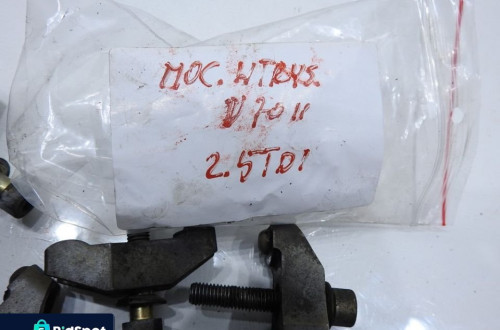 MOC. WTRYS.
V70 II
2.5TDI
BidSpot